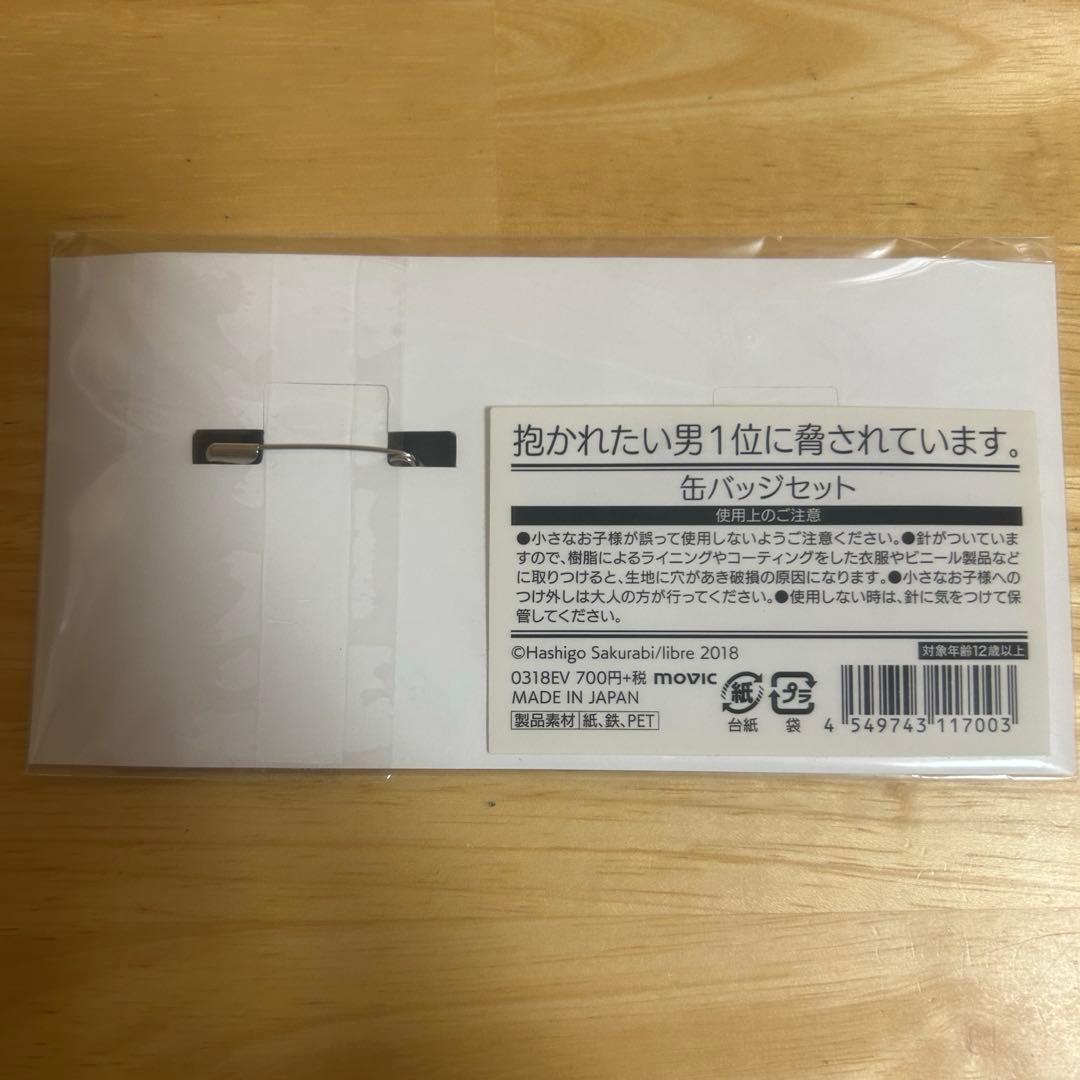 抱かれたい男1位に脅されています。
缶バッジセット
使用上のご注意
●小さなお子様が誤って使用しないようご注意ください。●針がついていま
すので、樹脂によるライニングやコーティングをした衣服やビニール製品など
に取りつけると、生地に穴があき破損の原因になります。●小さなお子様への
つけ外しは大人の方が行ってください。●使用しない時は、針に気をつけて保
管してください。
©Hashigo Sakurabi/libre 2018 対象年齢12歳以上
0318EV 700円+税 movic
MADE IN JAPAN
製品素材 紙、鉄、PET
紙 プラ
台紙 袋
4 549743 117003